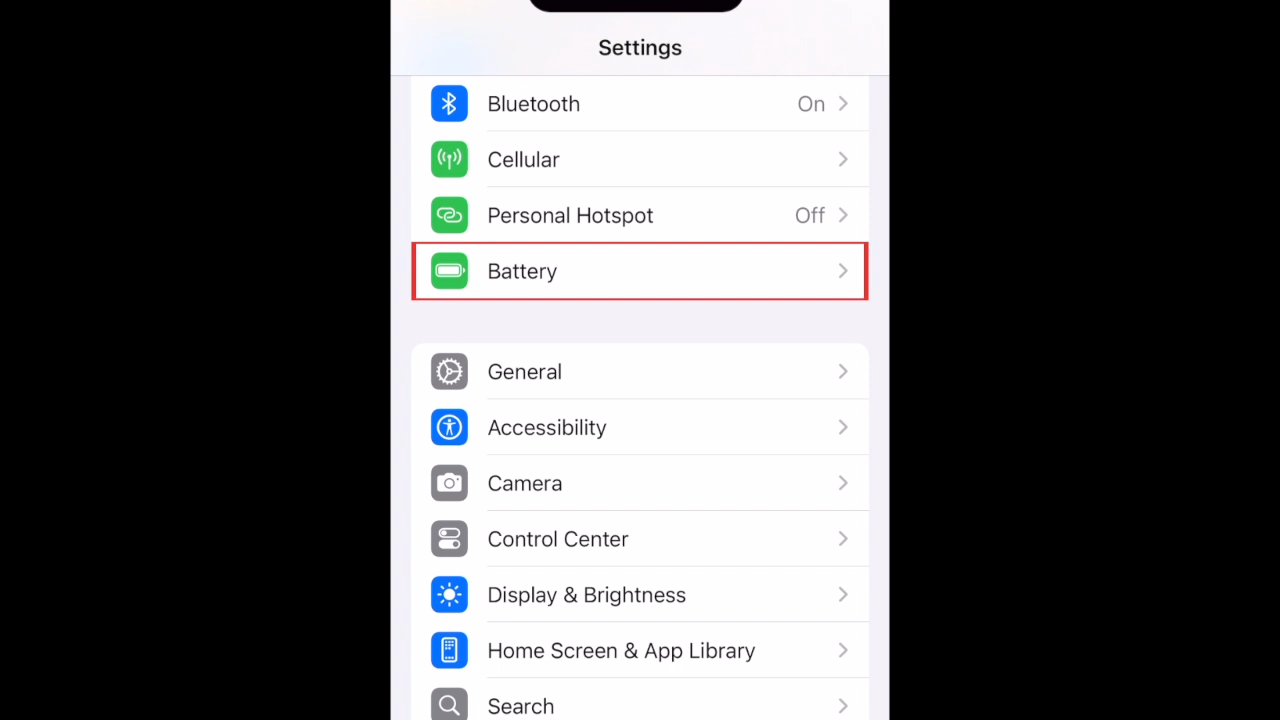 Settings
Bluetooth On
Cellular
Personal Hotspot Off
Battery
General
Accessibility
Camera
Control Center
Display & Brightness
Home Screen & App Library
Search